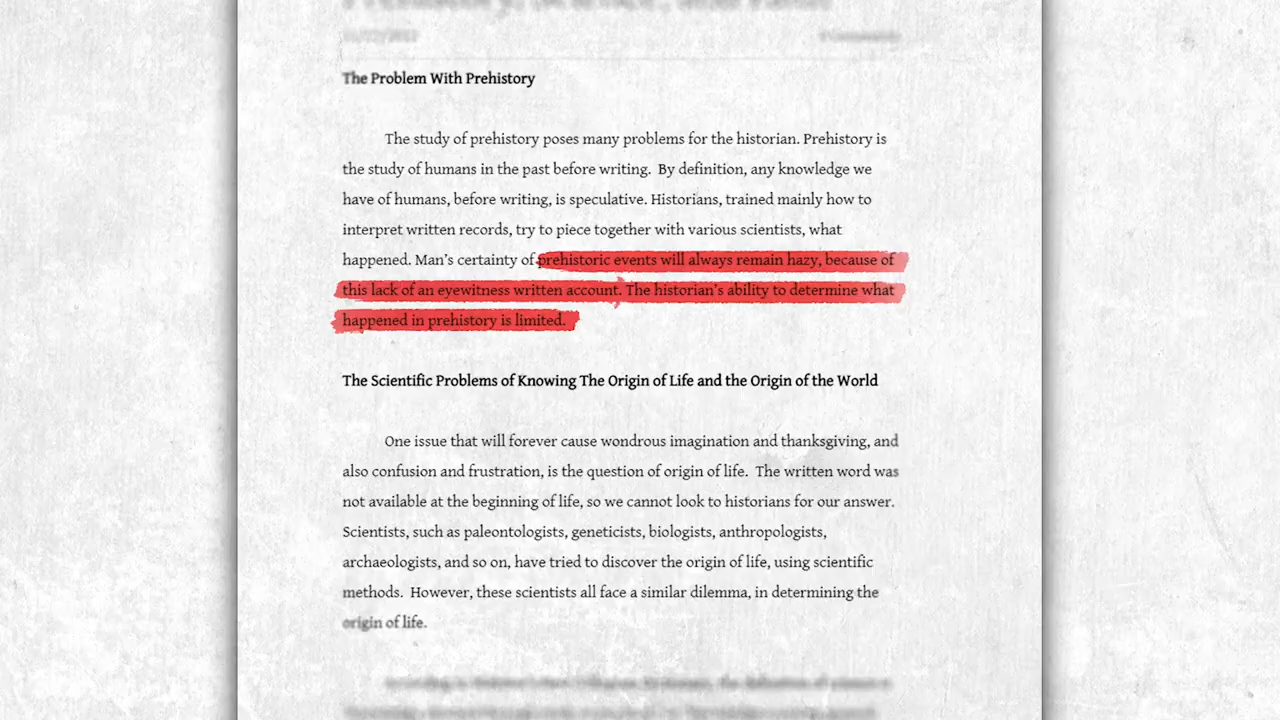 The Problem With Prehistory
The study of prehistory poses many problems for the historian. Prehistory is
the study of humans in the past before writing.  By definition, any knowledge we
have of humans, before writing, is speculative. Historians, trained mainly how to
interpret written records, try to piece together with various scientists, what
happened. Man's certainty of prehistoric events will always remain hazy, because of
this lack of an eyewitness written account. The historian's ability to determine what
happened in prehistory is limited.
The Scientific Problems of Knowing The Origin of Life and the Origin of the World
One issue that will forever cause wondrous imagination and thanksgiving, and
also confusion and frustration, is the question of origin of life.  The written word was
not available at the beginning of life, so we cannot look to historians for our answer.
Scientists, such as paleontologists, geneticists, biologists, anthropologists,
archaeologists, and so on, have tried to discover the origin of life, using scientific
methods.  However, these scientists all face a similar dilemma, in determining the
origin of life.